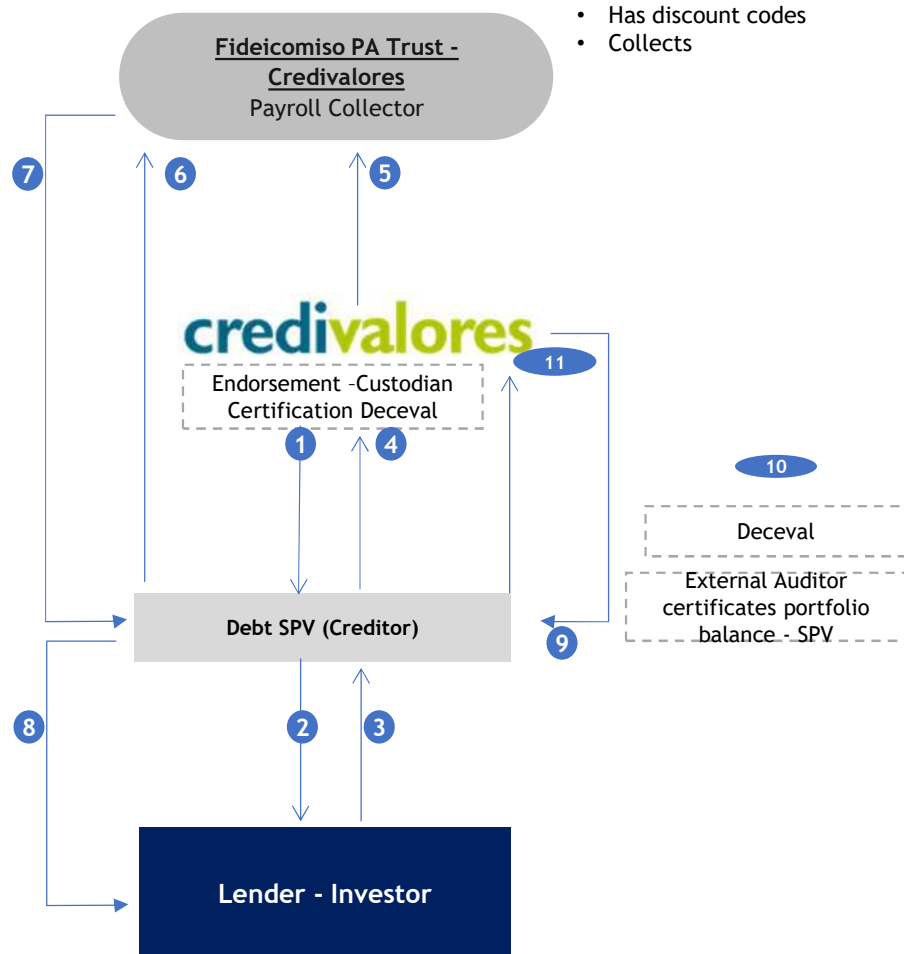 • Has discount codes
• Collects
Fideicomiso PA Trust -
Credivalores
Payroll Collector
7
6
5
credivalores
11
Endorsement –Custodian
Certification Deceval
1
4
10
Deceval
External Auditor
certificates portfolio
balance - SPV
Debt SPV (Creditor)
9
8
2
3
Lender - Investor